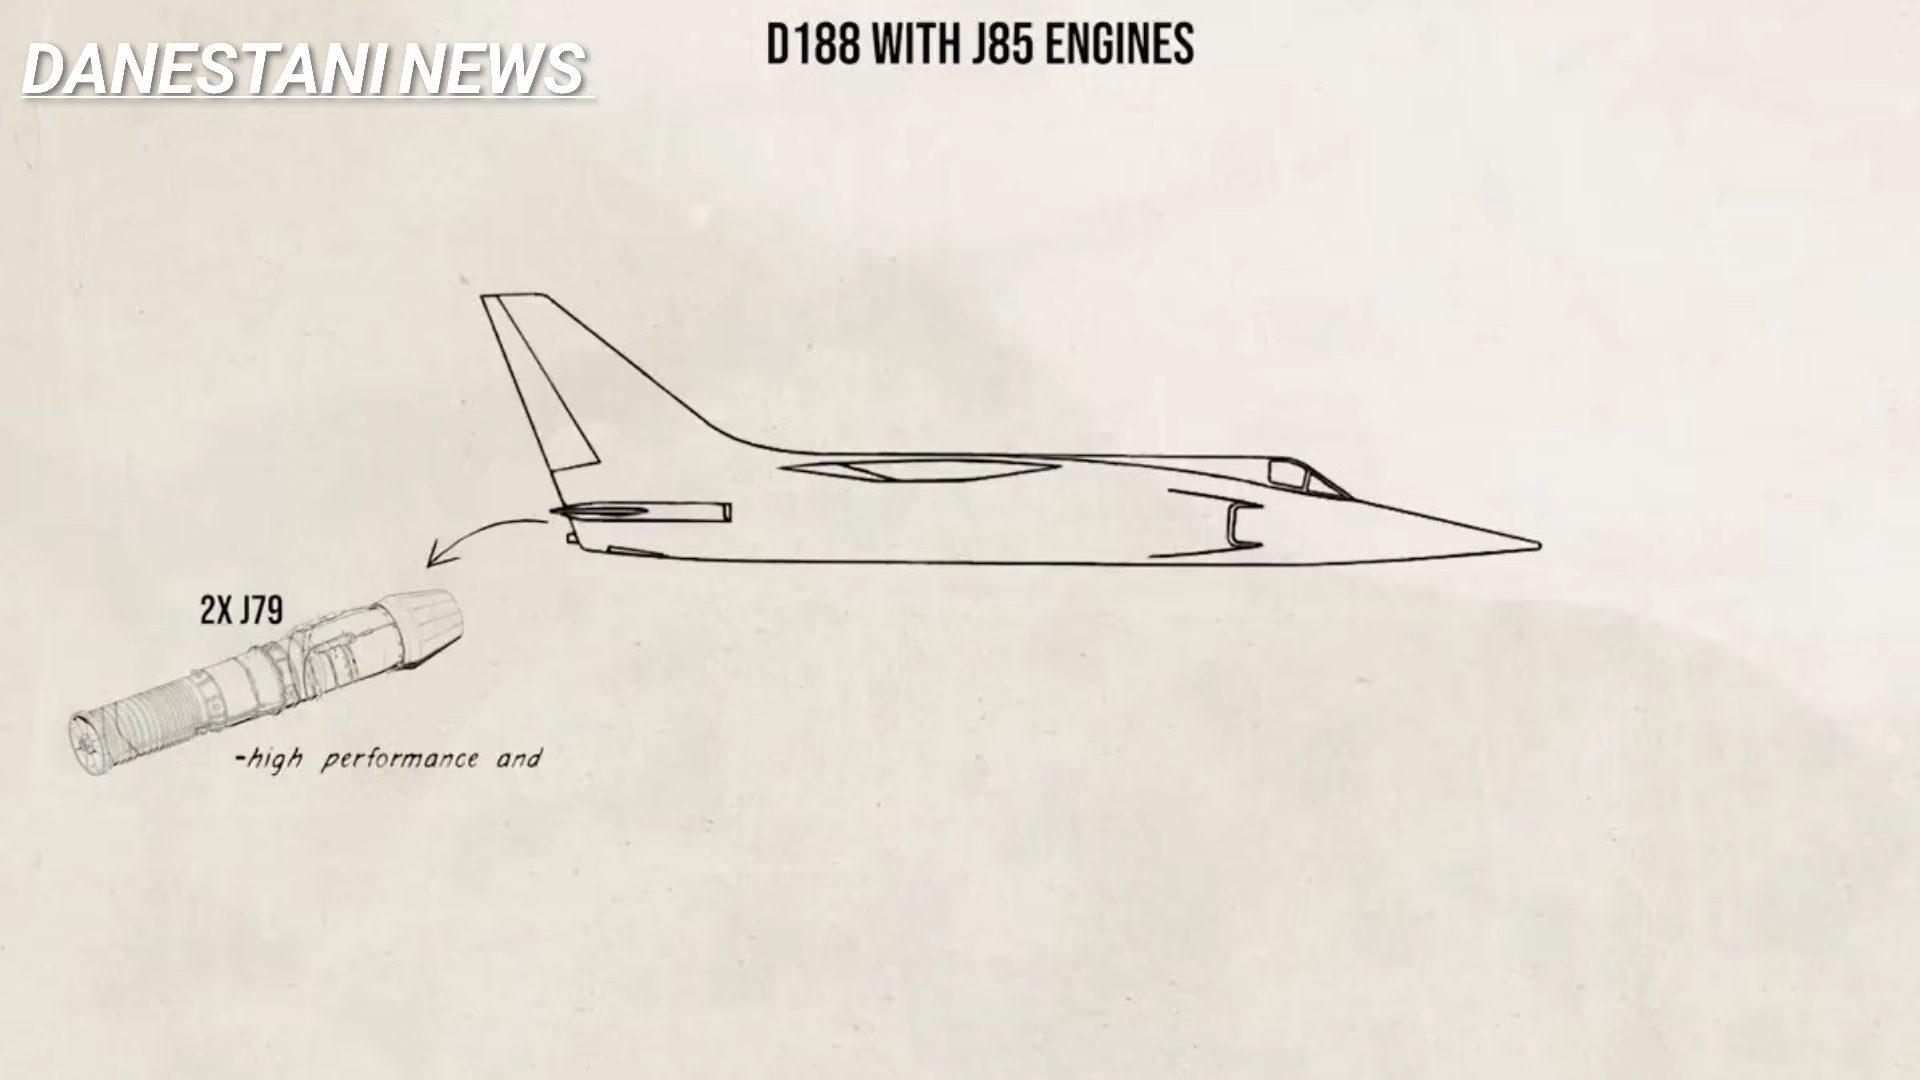 DANESTANI NEWS
D188 WITH J85 ENGINES
2X J79
-high performance and